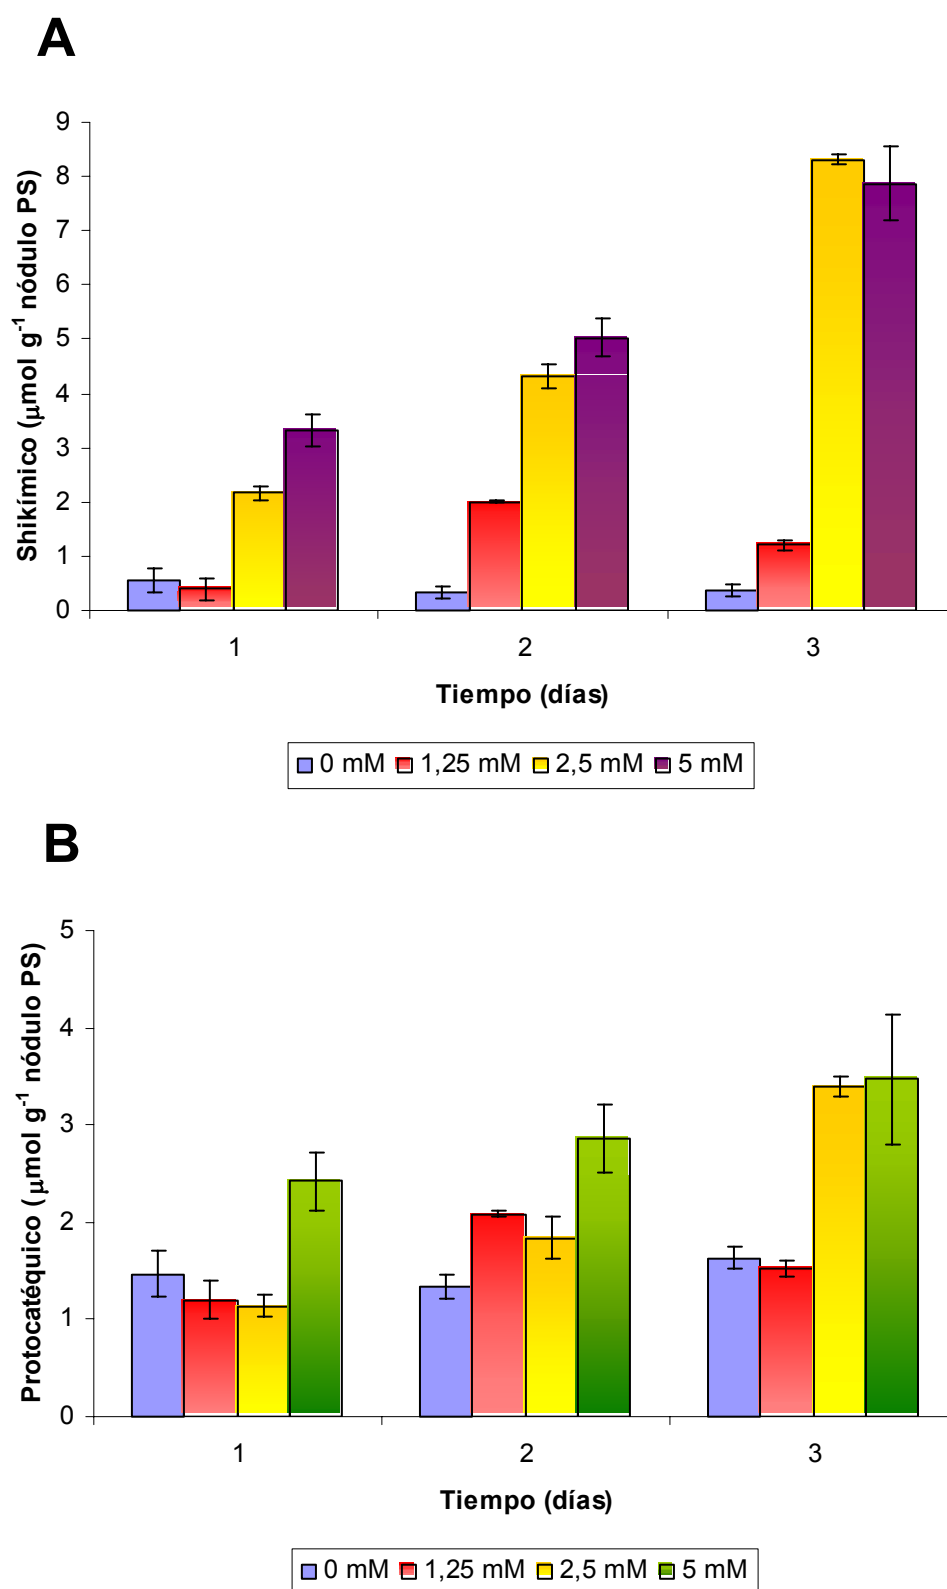 A
9
8
7
6
5
4
3
2
1
0
Shikímico (μmol g⁻¹ nódulo PS)
1 2 3
Tiempo (días)
0 mM 1,25 mM 2,5 mM 5 mM
B
5
4
3
2
1
0
Protocatéquico ( μmol g⁻¹ nódulo PS)
1 2 3
Tiempo (días)
0 mM 1,25 mM 2,5 mM 5 mM